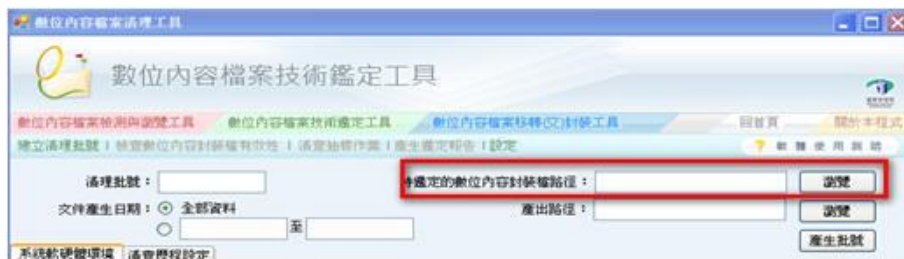 數位內容檔案清理工具
數位內容檔案技術鑑定工具
數位內容檔案檢測與瀏覽工具 數位內容檔案技術鑑定工具 數位內容檔案移轉(交)封裝工具 回首頁 關於本程式
建立清理批號 | 檢查數位內容封裝檔有效性 | 清查抽樣作業 | 產生鑑定報告 | 設定 ? 軟體使用說明
清理批號： 待鑑定的數位內容封裝檔路徑： 瀏覽
文件產生日期： 全部資料 產出路徑： 瀏覽
至 產生批號
系統軟硬體環境 清查歷程設定